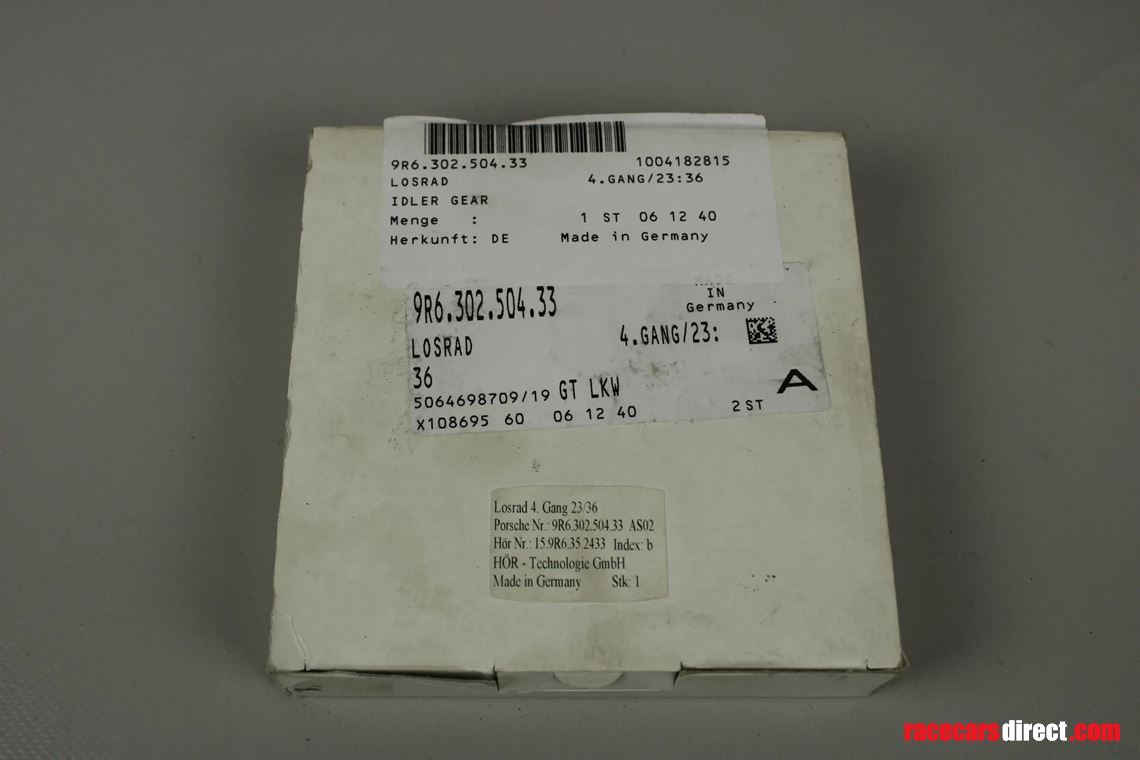 9R6.302.504.33 1004182815
LOSRAD 4.GANG/23:36
IDLER GEAR
Menge : 1 ST 06 12 40
Herkunft: DE Made in Germany
IN
9R6.302.504.33 Germany
LOSRAD 4.GANG/23:
36
5064698709/19 GT LKW A
X108695 60 06 12 40 2 ST
Losrad 4. Gang 23/36
Porsche Nr.: 9R6.302.504.33 AS02
Hör Nr.: 15.9R6.35.2433 Index: b
HÖR - Technologie GmbH
Made in Germany Stk: 1
racecarsdirect.com